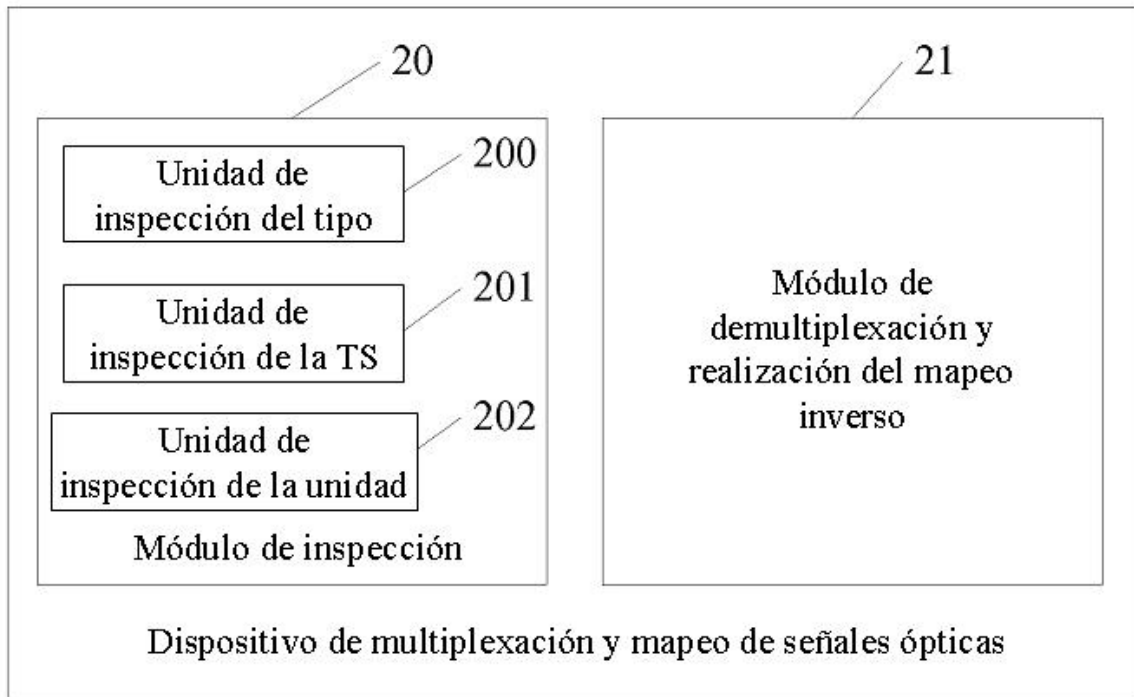 20
21
200
Unidad de
inspección del tipo
201
Unidad de
inspección de la TS
202
Unidad de
inspección de la unidad
Módulo de inspección
Módulo de
demultiplexación y
realización del mapeo
inverso
Dispositivo de multiplexación y mapeo de señales ópticas